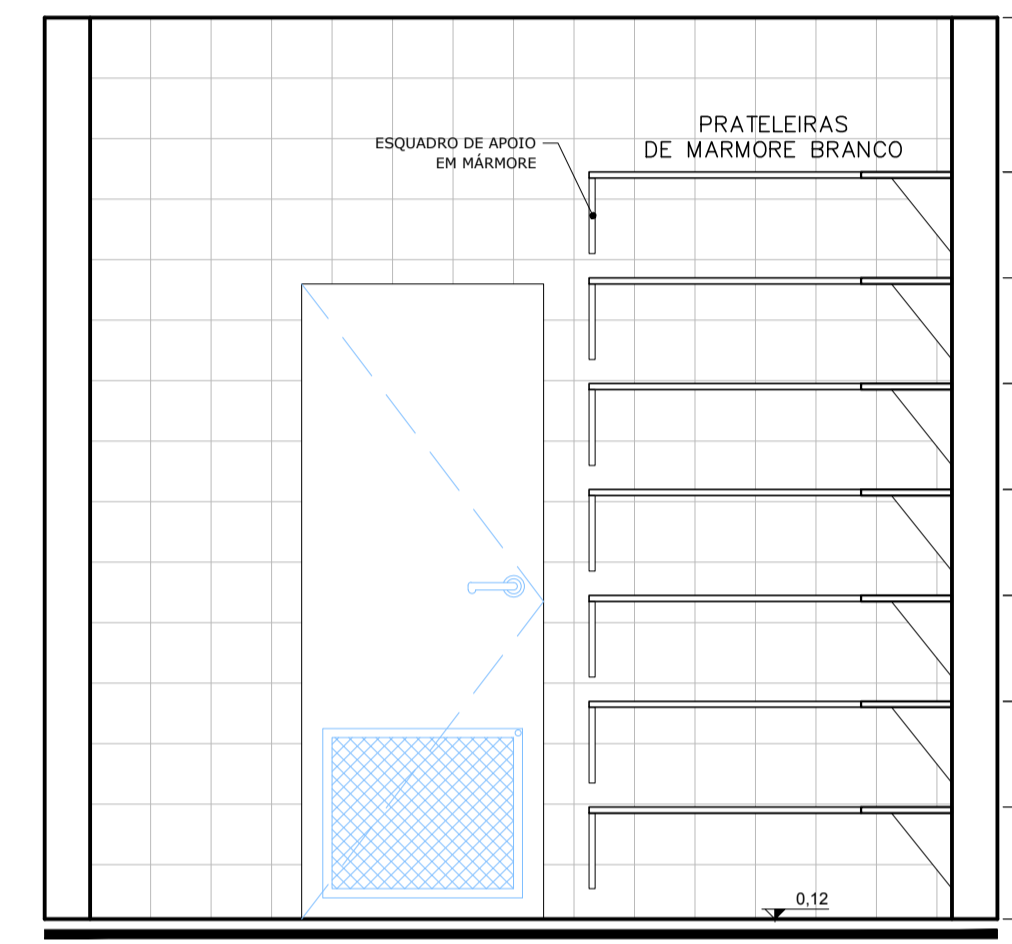 PRATELEIRAS
DE MARMORE BRANCO
ESQUADRO DE APOIO
EM MÁRMORE
0,12